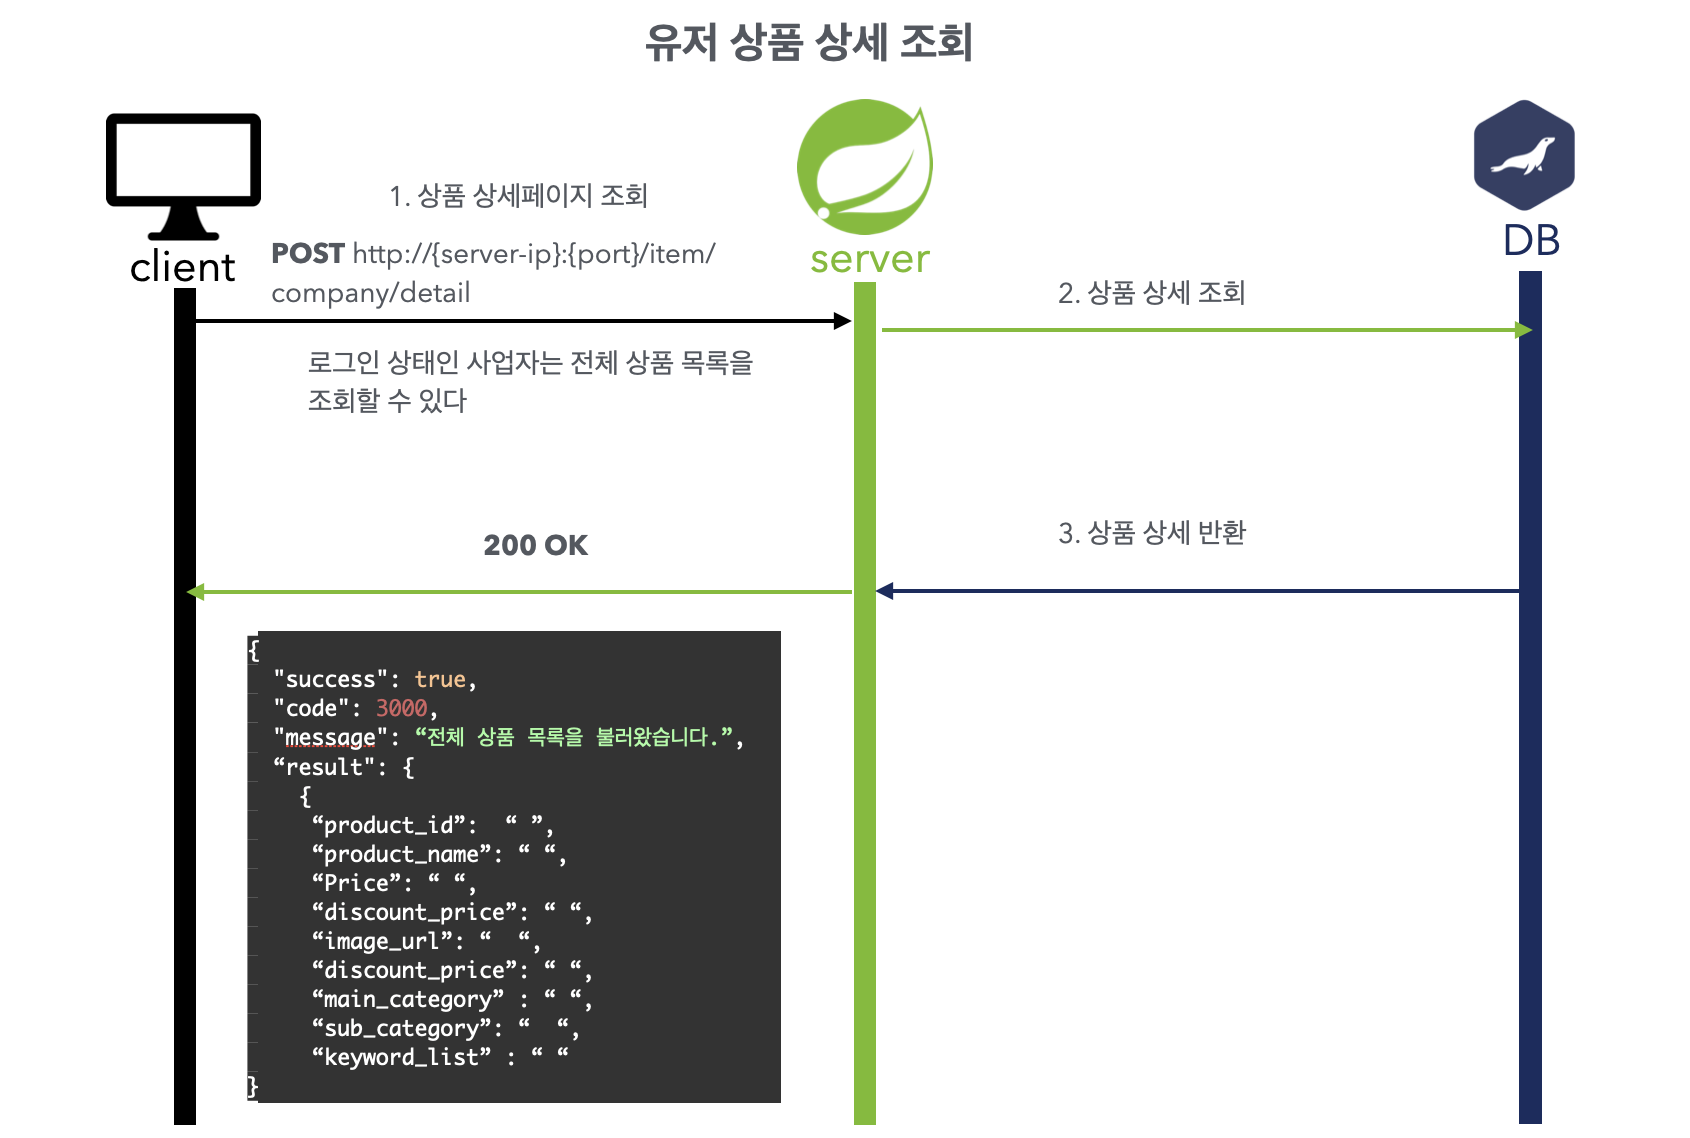 유저 상품 상세 조회
client
server
DB
1. 상품 상세페이지 조회
POST http://{server-ip}:{port}/item/
company/detail
로그인 상태인 사업자는 전체 상품 목록을
조회할 수 있다
2. 상품 상세 조회
3. 상품 상세 반환
200 OK
{
"success": true,
"code": 3000,
"message": “전체 상품 목록을 불러왔습니다.”,
“result": {
{
“product_id”:  “ ”,
“product_name”: “ “,
“Price”: “ “,
“discount_price”: “ “,
“image_url”: “  “,
“discount_price”: “ “,
“main_category” : “ “,
“sub_category”: “  “,
“keyword_list” : “ “
}